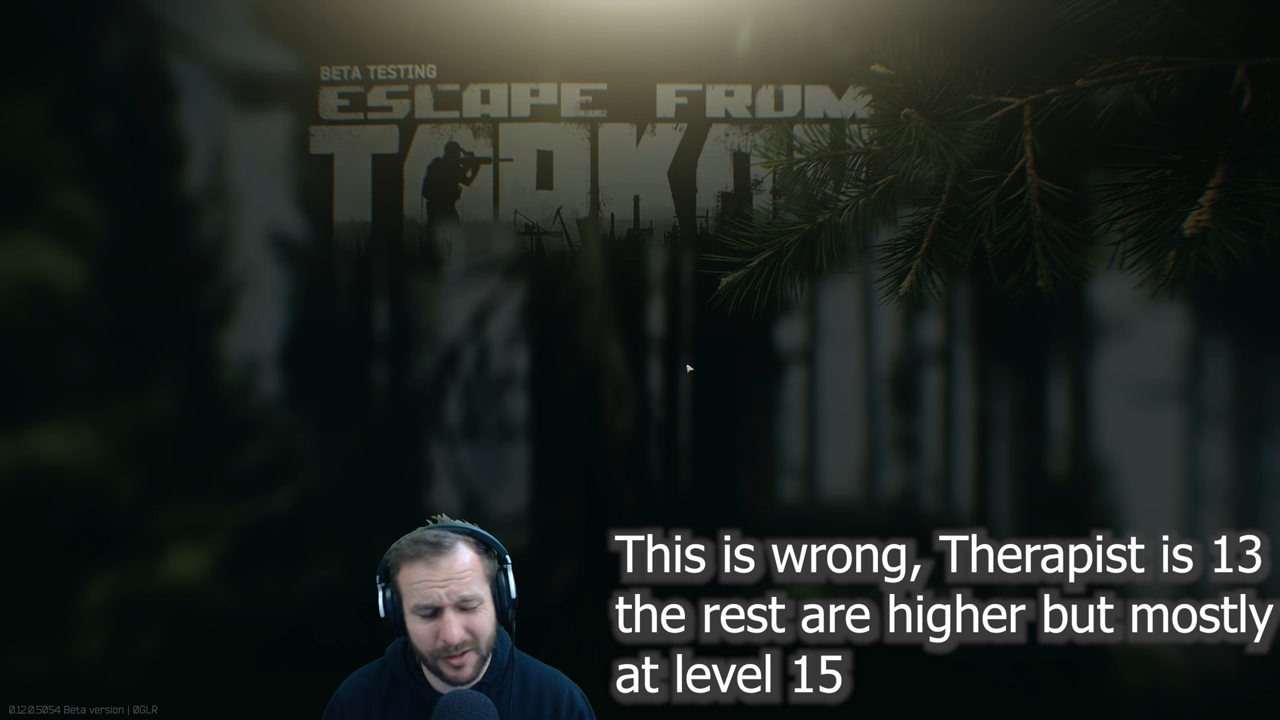 BETA TESTING
ESCAPE FROM
TARKOV
This is wrong, Therapist is 13
the rest are higher but mostly
at level 15
0.12.0.5054 Beta version | 0GLR